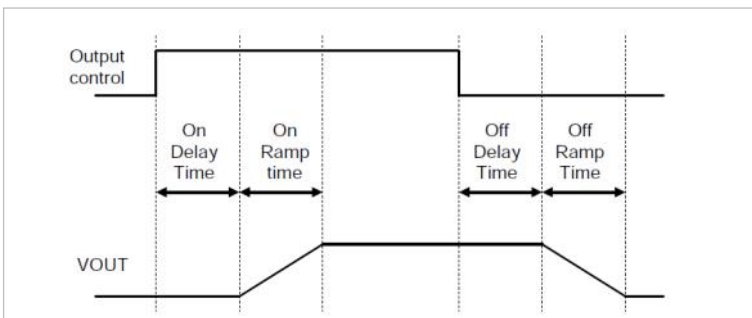 Output
control
On
Delay
Time
On
Ramp
time
Off
Delay
Time
Off
Ramp
Time
VOUT